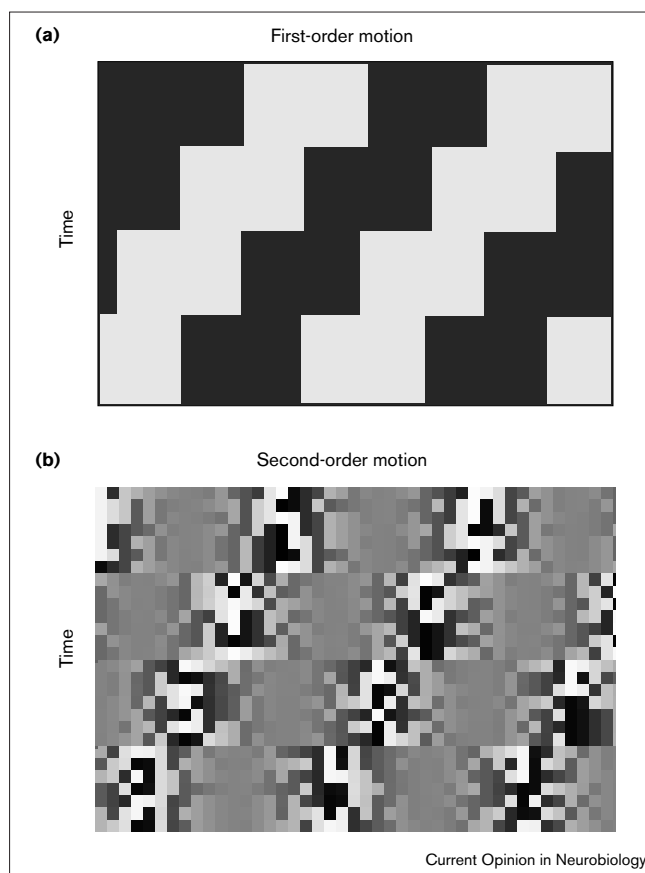 (a) First-order motion
Time
(b) Second-order motion
Time
Current Opinion in Neurobiology